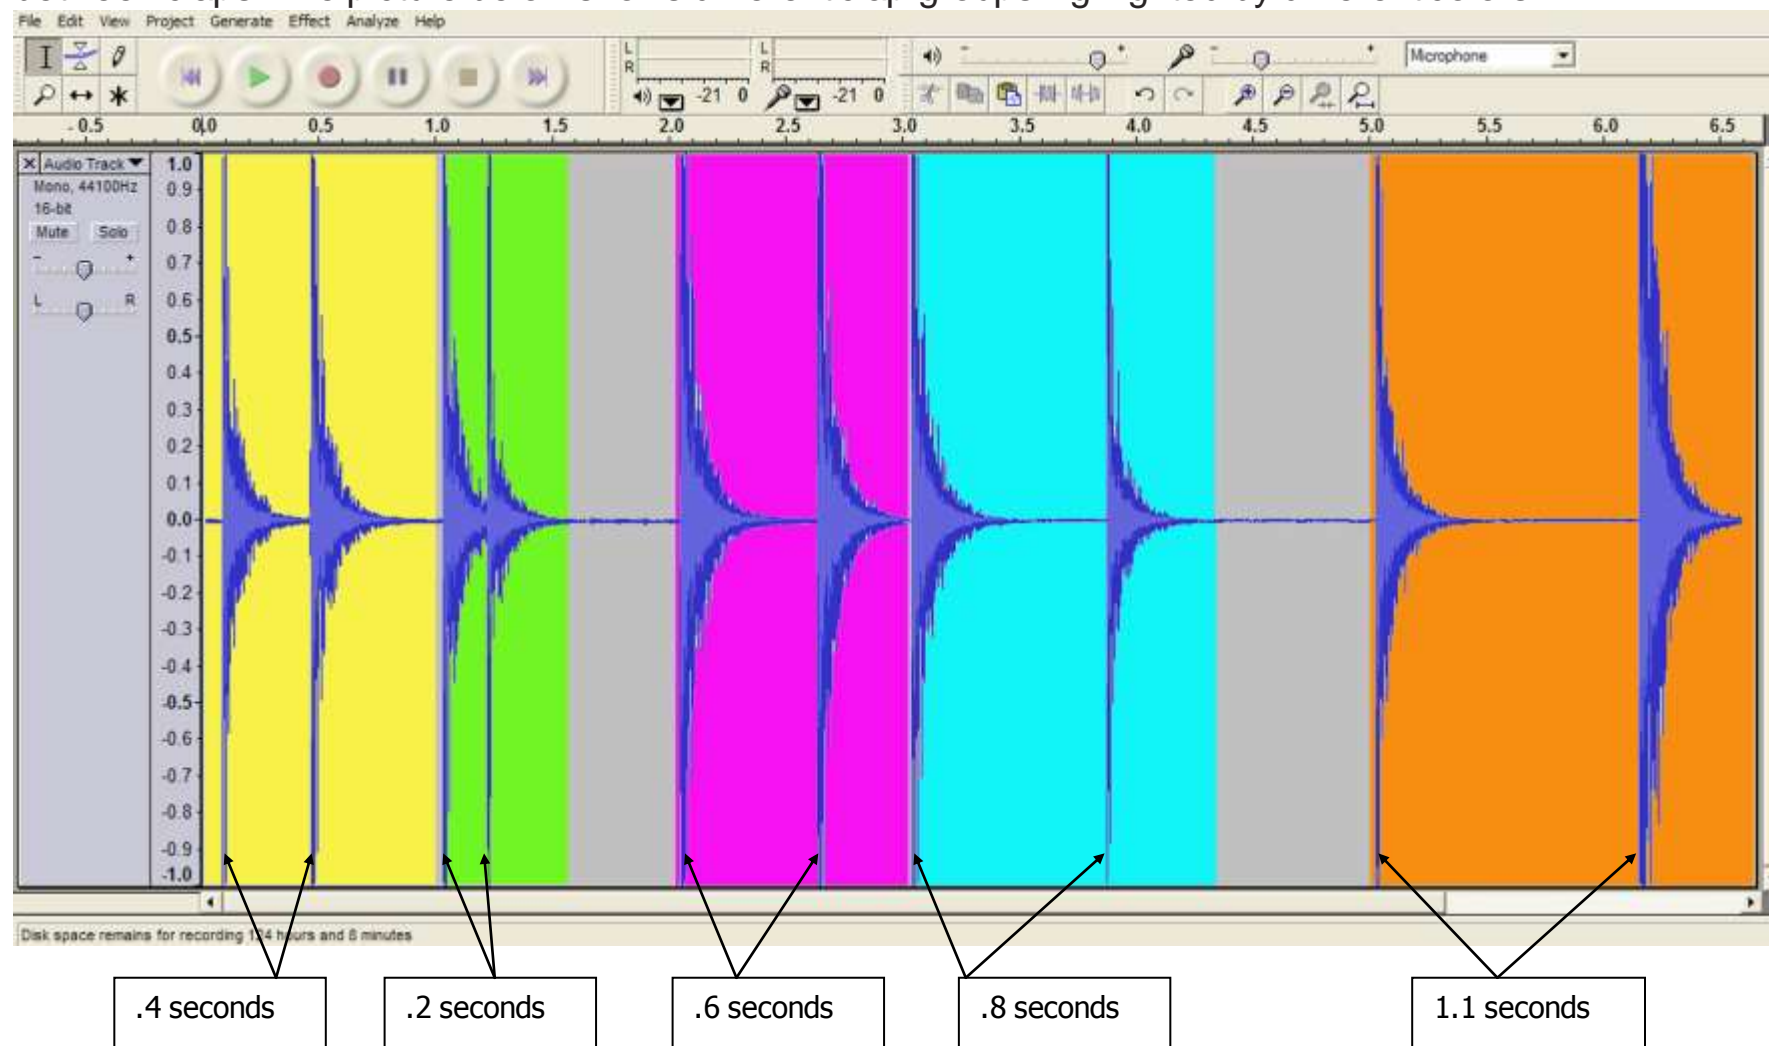 File Edit View Project Generate Effect Analyze Help
L
R
-21 0
L
R
-21 0
- +
- +
Microphone
- 0.5 0.0 0.5 1.0 1.5 2.0 2.5 3.0 3.5 4.0 4.5 5.0 5.5 6.0 6.5
X Audio Track
Mono, 44100Hz
16-bit
Mute Solo
- +
L R
1.0
0.9
0.8
0.7
0.6
0.5
0.4
0.3
0.2
0.1
0.0
-0.1
-0.2
-0.3
-0.4
-0.5
-0.6
-0.7
-0.8
-0.9
-1.0
Disk space remains for recording 124 hours and 8 minutes
.4 seconds
.2 seconds
.6 seconds
.8 seconds
1.1 seconds